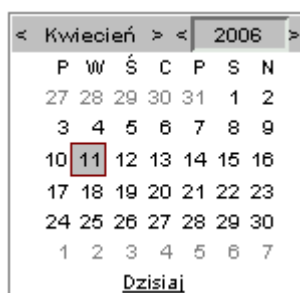 < Kwiecień > < 2006 >
P W Ś C P S N
27 28 29 30 31 1 2
3 4 5 6 7 8 9
10 11 12 13 14 15 16
17 18 19 20 21 22 23
24 25 26 27 28 29 30
1 2 3 4 5 6 7
Dzisiaj